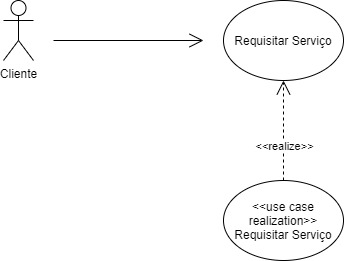 Requisitar Serviço
Cliente
<<realize>>
<<use case
realization>>
Requisitar Serviço